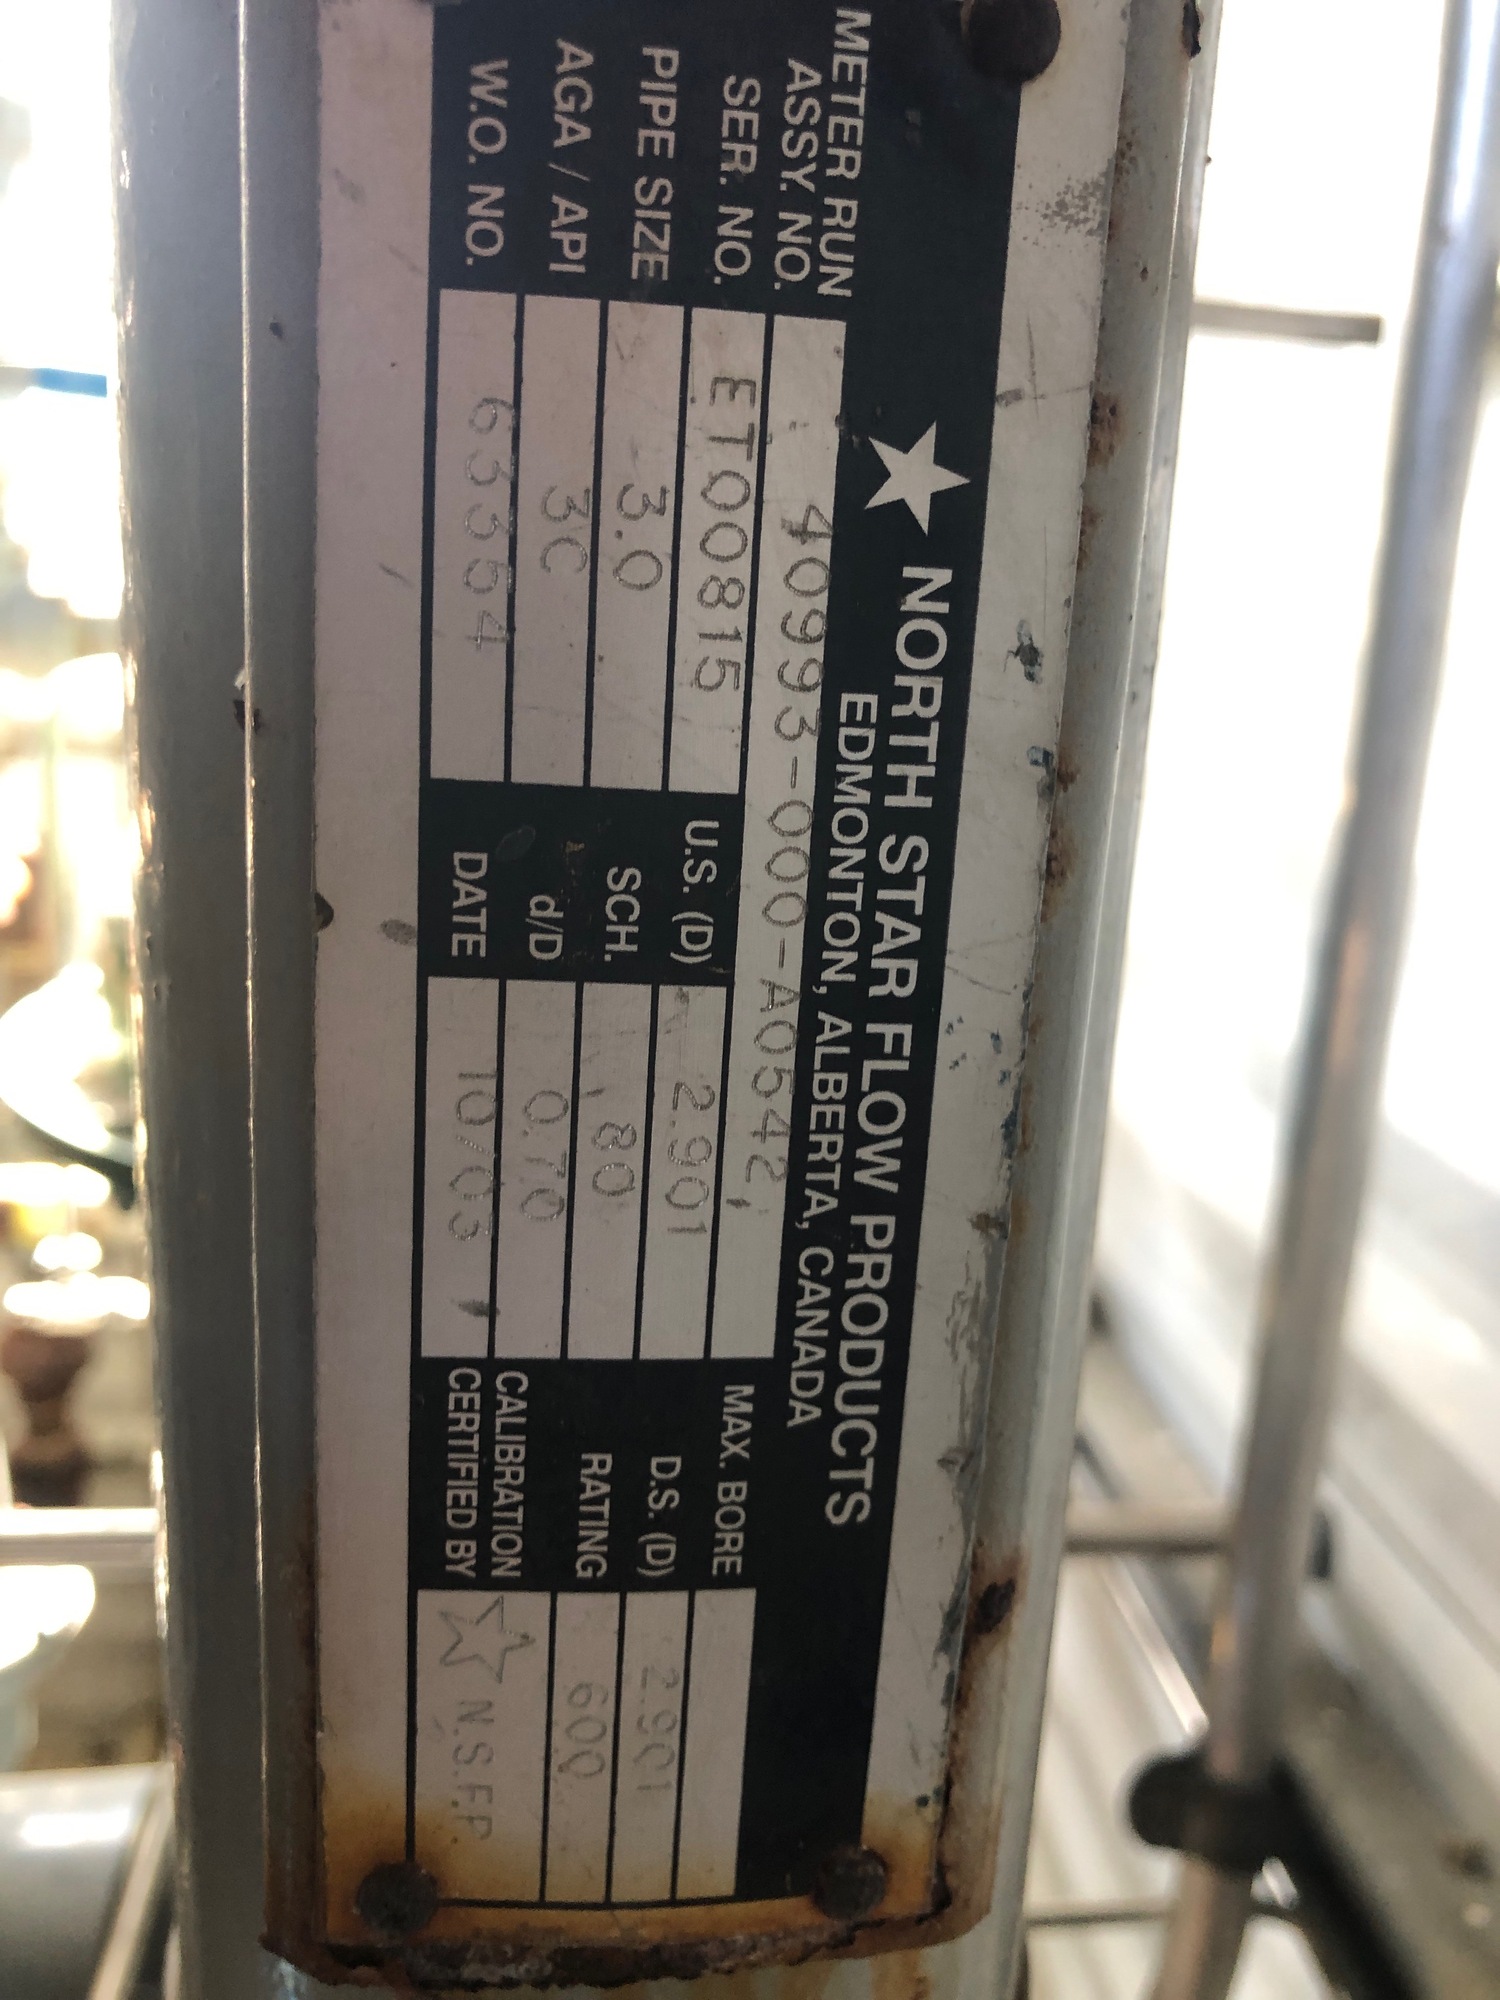 ★ NORTH STAR FLOW PRODUCTS
EDMONTON, ALBERTA, CANADA
METER RUN ASSY. NO. 40993-000-A0542
SER. NO. ETQ00815 U.S. (D) 2.901 MAX. BORE
PIPE SIZE 3.0 SCH. 80 D.S. (D) 2.901
AGA / API 3C d/D 0.70 RATING 600
W.O. NO. 63354 DATE 10/03 CALIBRATION CERTIFIED BY ☆ N.S.F.P.